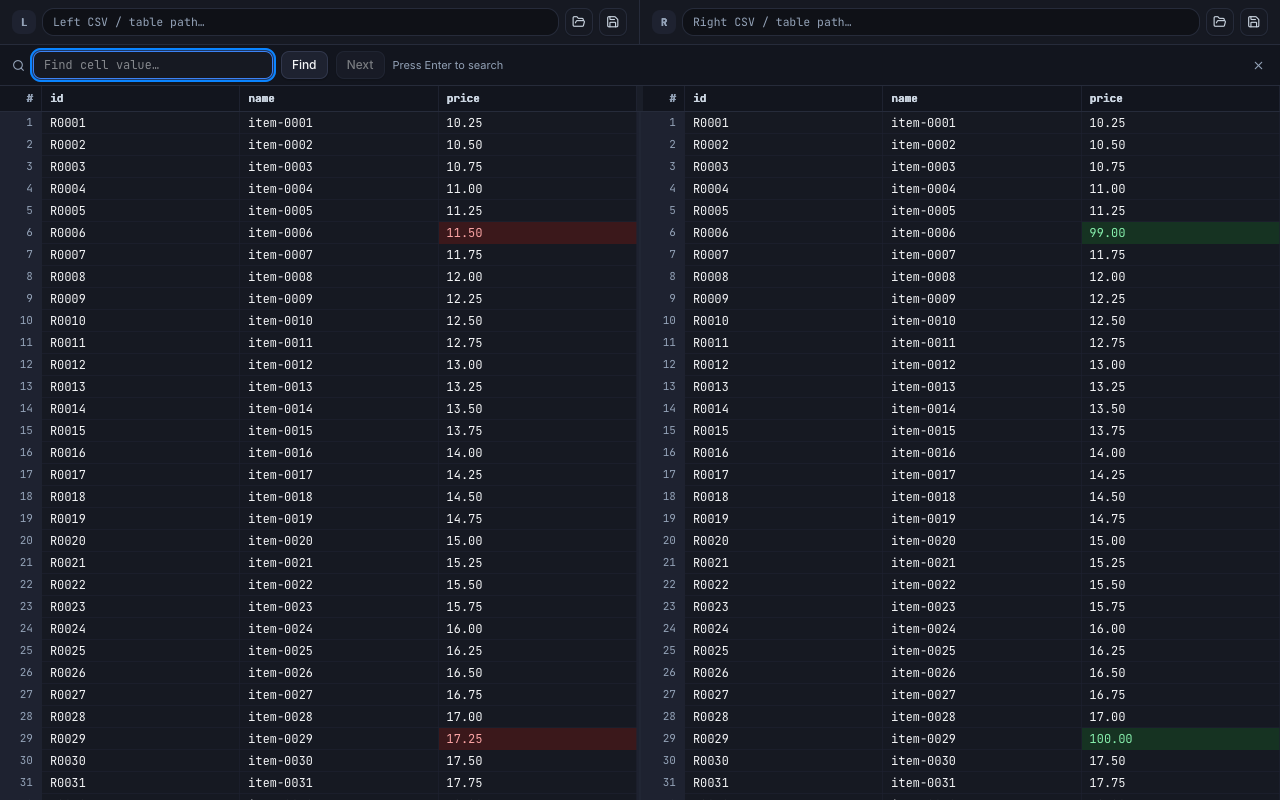 L Left CSV / table path… R Right CSV / table path…
Find cell value… Find Next Press Enter to search
# id name price # id name price
1 R0001 item-0001 10.25 1 R0001 item-0001 10.25
2 R0002 item-0002 10.50 2 R0002 item-0002 10.50
3 R0003 item-0003 10.75 3 R0003 item-0003 10.75
4 R0004 item-0004 11.00 4 R0004 item-0004 11.00
5 R0005 item-0005 11.25 5 R0005 item-0005 11.25
6 R0006 item-0006 11.50 6 R0006 item-0006 99.00
7 R0007 item-0007 11.75 7 R0007 item-0007 11.75
8 R0008 item-0008 12.00 8 R0008 item-0008 12.00
9 R0009 item-0009 12.25 9 R0009 item-0009 12.25
10 R0010 item-0010 12.50 10 R0010 item-0010 12.50
11 R0011 item-0011 12.75 11 R0011 item-0011 12.75
12 R0012 item-0012 13.00 12 R0012 item-0012 13.00
13 R0013 item-0013 13.25 13 R0013 item-0013 13.25
14 R0014 item-0014 13.50 14 R0014 item-0014 13.50
15 R0015 item-0015 13.75 15 R0015 item-0015 13.75
16 R0016 item-0016 14.00 16 R0016 item-0016 14.00
17 R0017 item-0017 14.25 17 R0017 item-0017 14.25
18 R0018 item-0018 14.50 18 R0018 item-0018 14.50
19 R0019 item-0019 14.75 19 R0019 item-0019 14.75
20 R0020 item-0020 15.00 20 R0020 item-0020 15.00
21 R0021 item-0021 15.25 21 R0021 item-0021 15.25
22 R0022 item-0022 15.50 22 R0022 item-0022 15.50
23 R0023 item-0023 15.75 23 R0023 item-0023 15.75
24 R0024 item-0024 16.00 24 R0024 item-0024 16.00
25 R0025 item-0025 16.25 25 R0025 item-0025 16.25
26 R0026 item-0026 16.50 26 R0026 item-0026 16.50
27 R0027 item-0027 16.75 27 R0027 item-0027 16.75
28 R0028 item-0028 17.00 28 R0028 item-0028 17.00
29 R0029 item-0029 17.25 29 R0029 item-0029 100.00
30 R0030 item-0030 17.50 30 R0030 item-0030 17.50
31 R0031 item-0031 17.75 31 R0031 item-0031 17.75